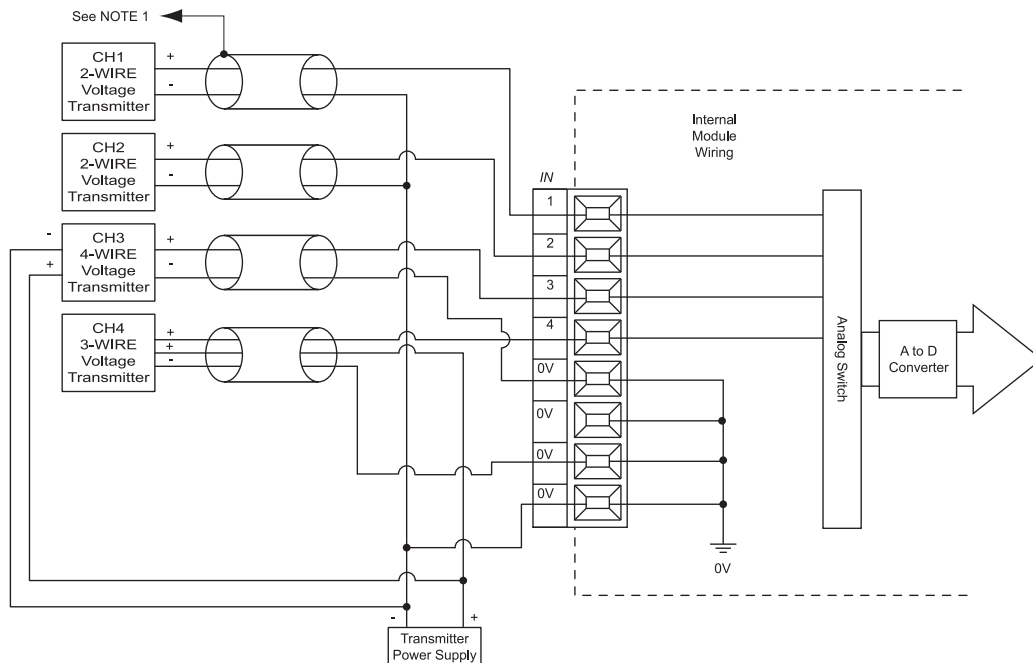 See NOTE 1
CH1
2-WIRE
Voltage
Transmitter
+
-
CH2
2-WIRE
Voltage
Transmitter
+
-
CH3
4-WIRE
Voltage
Transmitter
-
+
+
-
CH4
3-WIRE
Voltage
Transmitter
+
+
-
IN
1
2
3
4
0V
0V
0V
0V
Internal
Module
Wiring
Analog Switch
A to D
Converter
0V
-
+
Transmitter
Power Supply